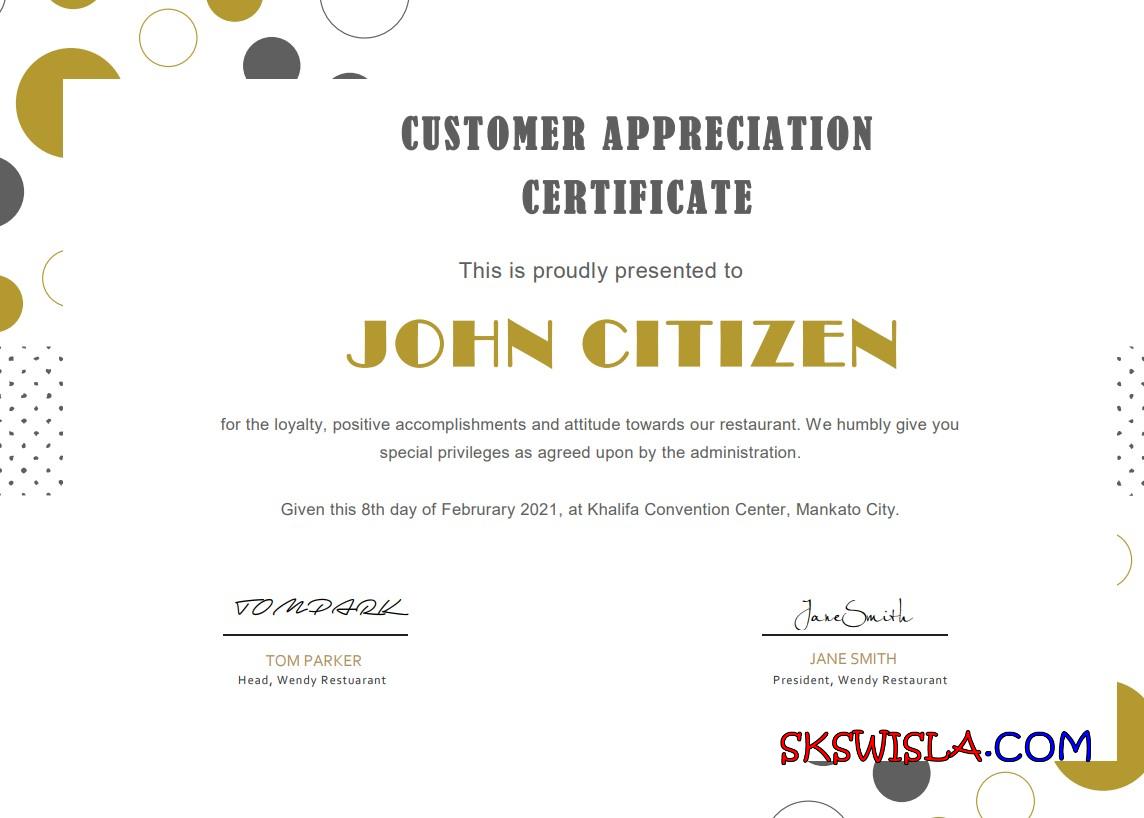 CUSTOMER APPRECIATION
CERTIFICATE
This is proudly presented to
JOHN CITIZEN
for the loyalty, positive accomplishments and attitude towards our restaurant. We humbly give you
special privileges as agreed upon by the administration.
Given this 8th day of Februrary 2021, at Khalifa Convention Center, Mankato City.
TOMPARK
JaneSmith
TOM PARKER
JANE SMITH
Head, Wendy Restuarant
President, Wendy Restaurant
SKSWISLA.COM